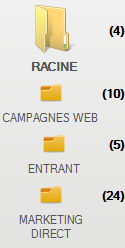 (4)
RACINE
(10)
CAMPAGNES WEB
(5)
ENTRANT
(24)
MARKETING
DIRECT